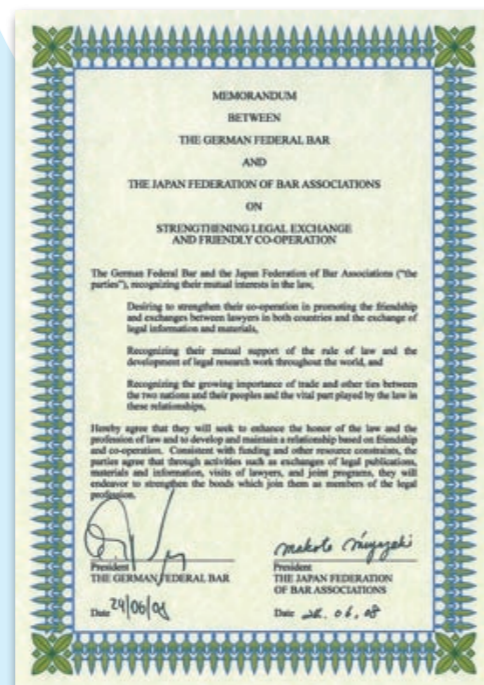 MEMORANDUM
BETWEEN
THE GERMAN FEDERAL BAR
AND
THE JAPAN FEDERATION OF BAR ASSOCIATIONS
ON
STRENGTHENING LEGAL EXCHANGE
AND FRIENDLY CO-OPERATION
The German Federal Bar and the Japan Federation of Bar Associations ("the
parties"), recognizing their mutual interests in the law,
Desiring to strengthen their co-operation in promoting the friendship
and exchanges between lawyers in both countries and the exchange of
legal information and materials,
Recognizing their mutual support of the rule of law and the
development of legal research work throughout the world, and
Recognizing the growing importance of trade and other ties between
the two nations and their peoples and the vital part played by the law in
these relationships,
Hereby agree that they will seek to enhance the honor of the law and the
profession of law and to develop and maintain a relationship based on friendship
and co-operation. Consistent with funding and other resource constraints, the
parties agree that through activities such as exchanges of legal publications,
materials and information, visits of lawyers, and joint programs, they will
endeavor to strengthen the bonds which join them as members of the legal
profession.
Makoto Miyazaki
President
THE GERMAN FEDERAL BAR
President
THE JAPAN FEDERATION
OF BAR ASSOCIATIONS
Date 24/06/08
Date 06, 08